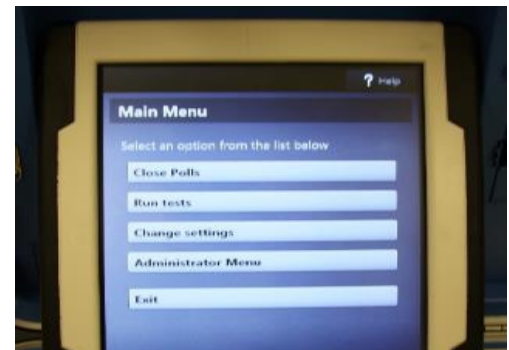 ? Help
Main Menu
Select an option from the list below
Close Polls
Run tests
Change settings
Administrator Menu
Exit